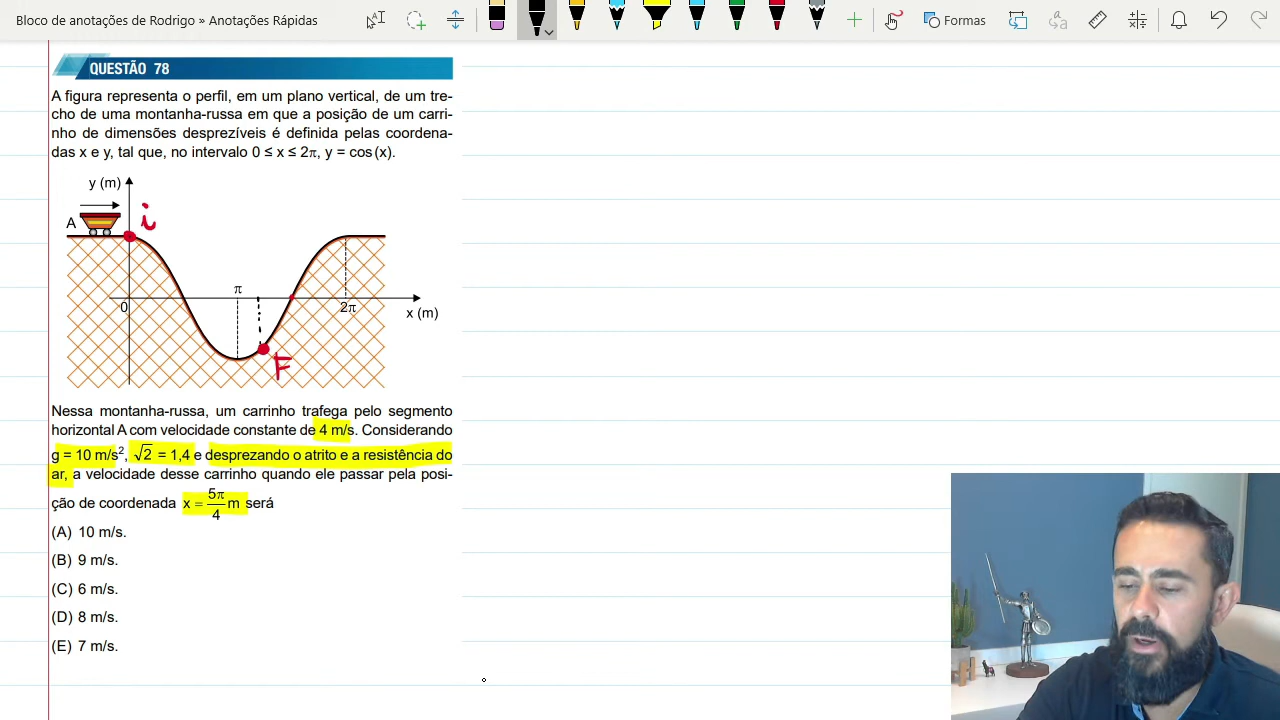 Bloco de anotações de Rodrigo » Anotações Rápidas
Formas
QUESTÃO 78
A figura representa o perfil, em um plano vertical, de um tre-
cho de uma montanha-russa em que a posição de um carri-
nho de dimensões desprezíveis é definida pelas coordena-
das x e y, tal que, no intervalo 0 ≤ x ≤ 2π, y = cos (x).
y (m)
A
i
π
0
2π
x (m)
F
Nessa montanha-russa, um carrinho trafega pelo segmento
horizontal A com velocidade constante de 4 m/s. Considerando
g = 10 m/s², √2 = 1,4 e desprezando o atrito e a resistência do
ar, a velocidade desse carrinho quando ele passar pela posi-
ção de coordenada x = 5π/4 m será
(A) 10 m/s.
(B) 9 m/s.
(C) 6 m/s.
(D) 8 m/s.
(E) 7 m/s.